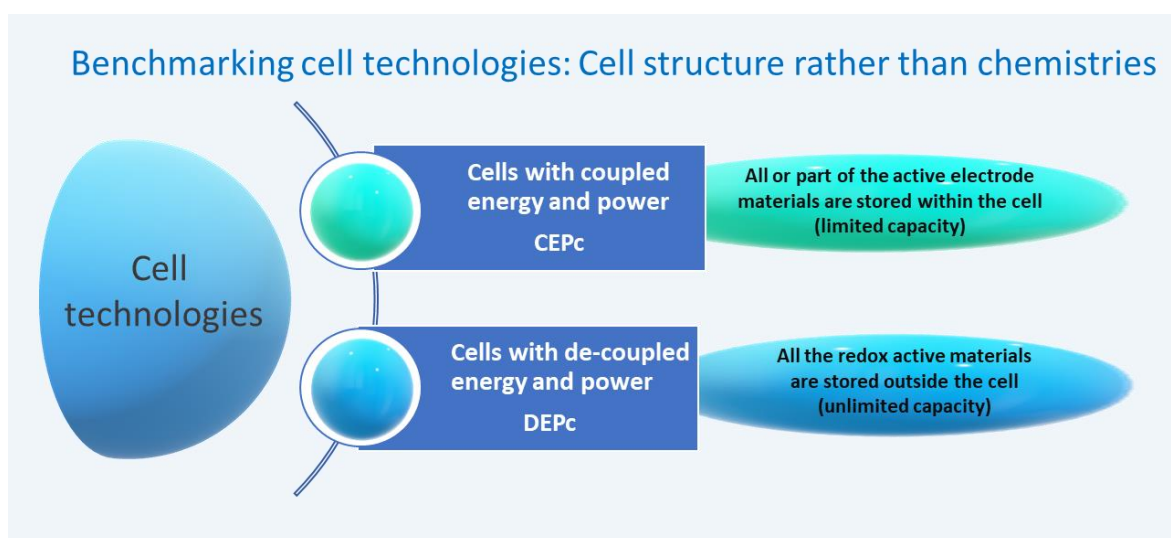 Benchmarking cell technologies: Cell structure rather than chemistries
Cell
technologies
Cells with coupled
energy and power
CEPc
All or part of the active electrode
materials are stored within the cell
(limited capacity)
Cells with de-coupled
energy and power
DEPc
All the redox active materials
are stored outside the cell
(unlimited capacity)